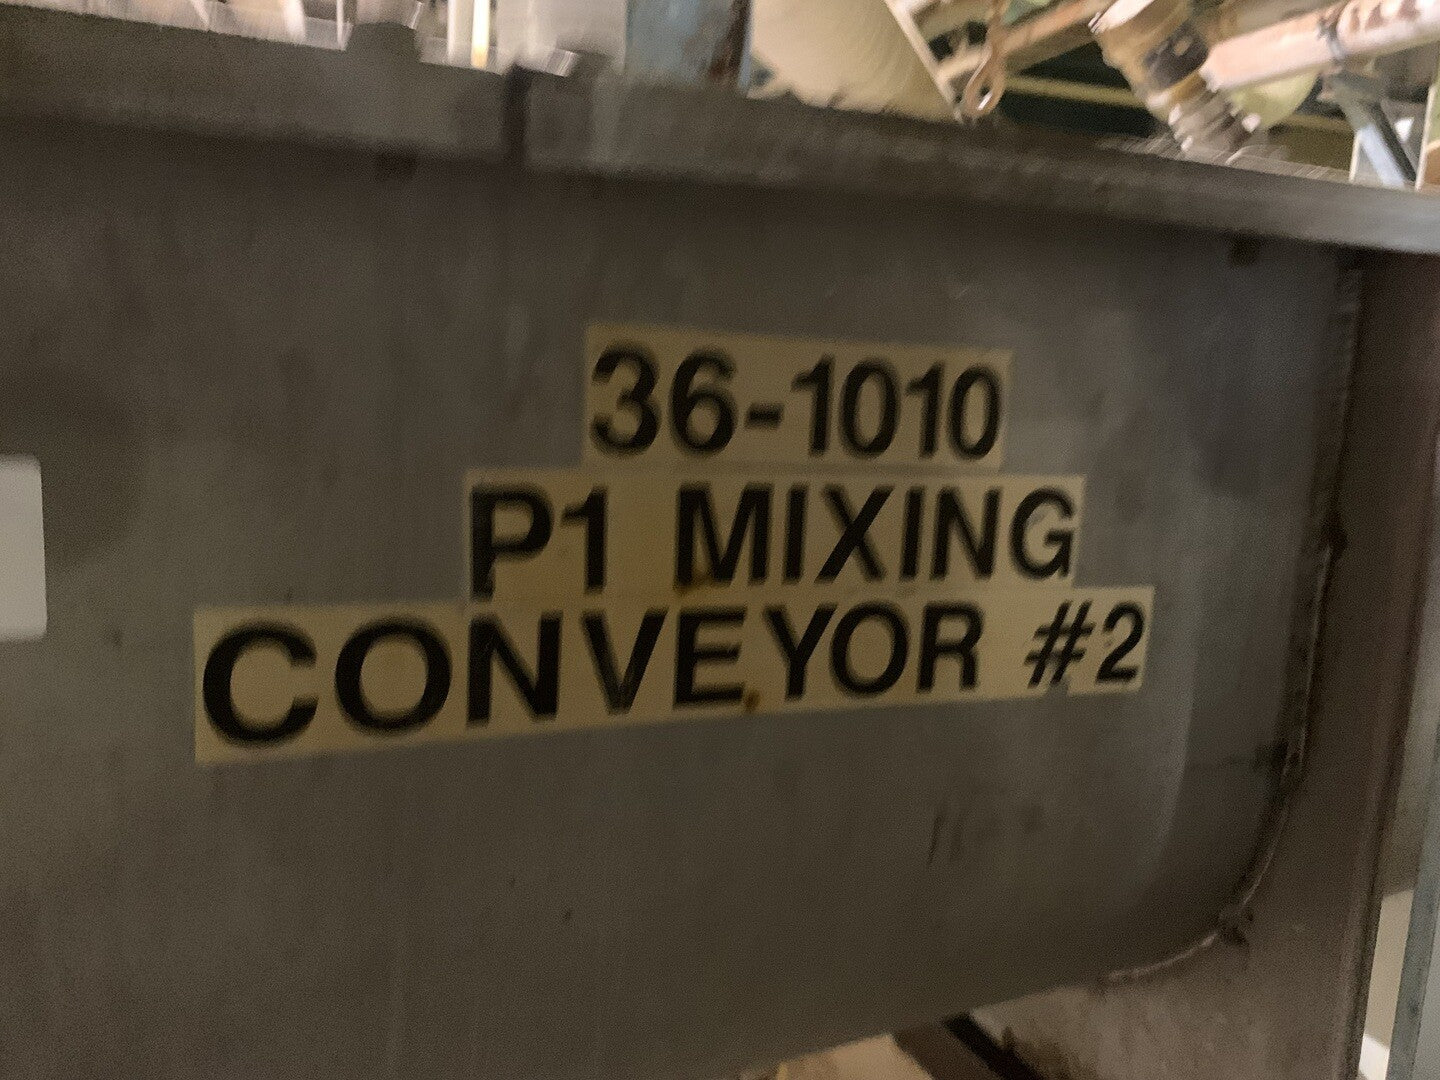 36-1010
P1 MIXING
CONVEYOR #2